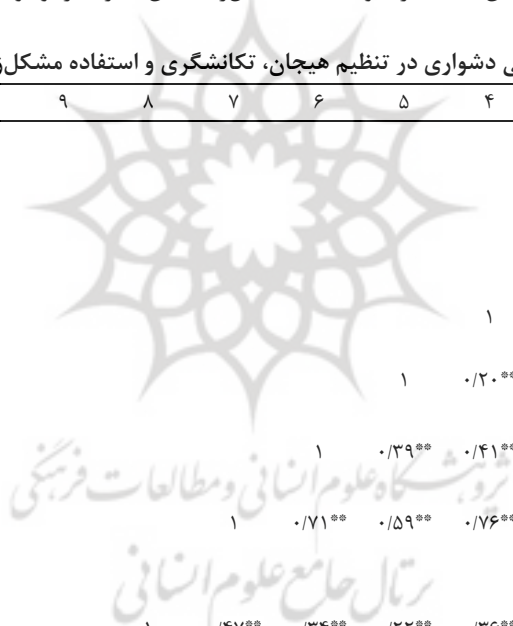 ی دشواری در تنظیم هیجان، تکانشگری و استفاده مشکل‌ز
۴ ۵ ۶ ۷ ۸ ۹
۱
۰/۲۰** ۱
۰/۴۱** ۰/۳۹** ۱
۰/۷۶** ۰/۵۹** ۰/۷۱** ۱
پژوهشگاه علوم انسانی و مطالعات فرهنگی
پرتال جامع علوم انسانی